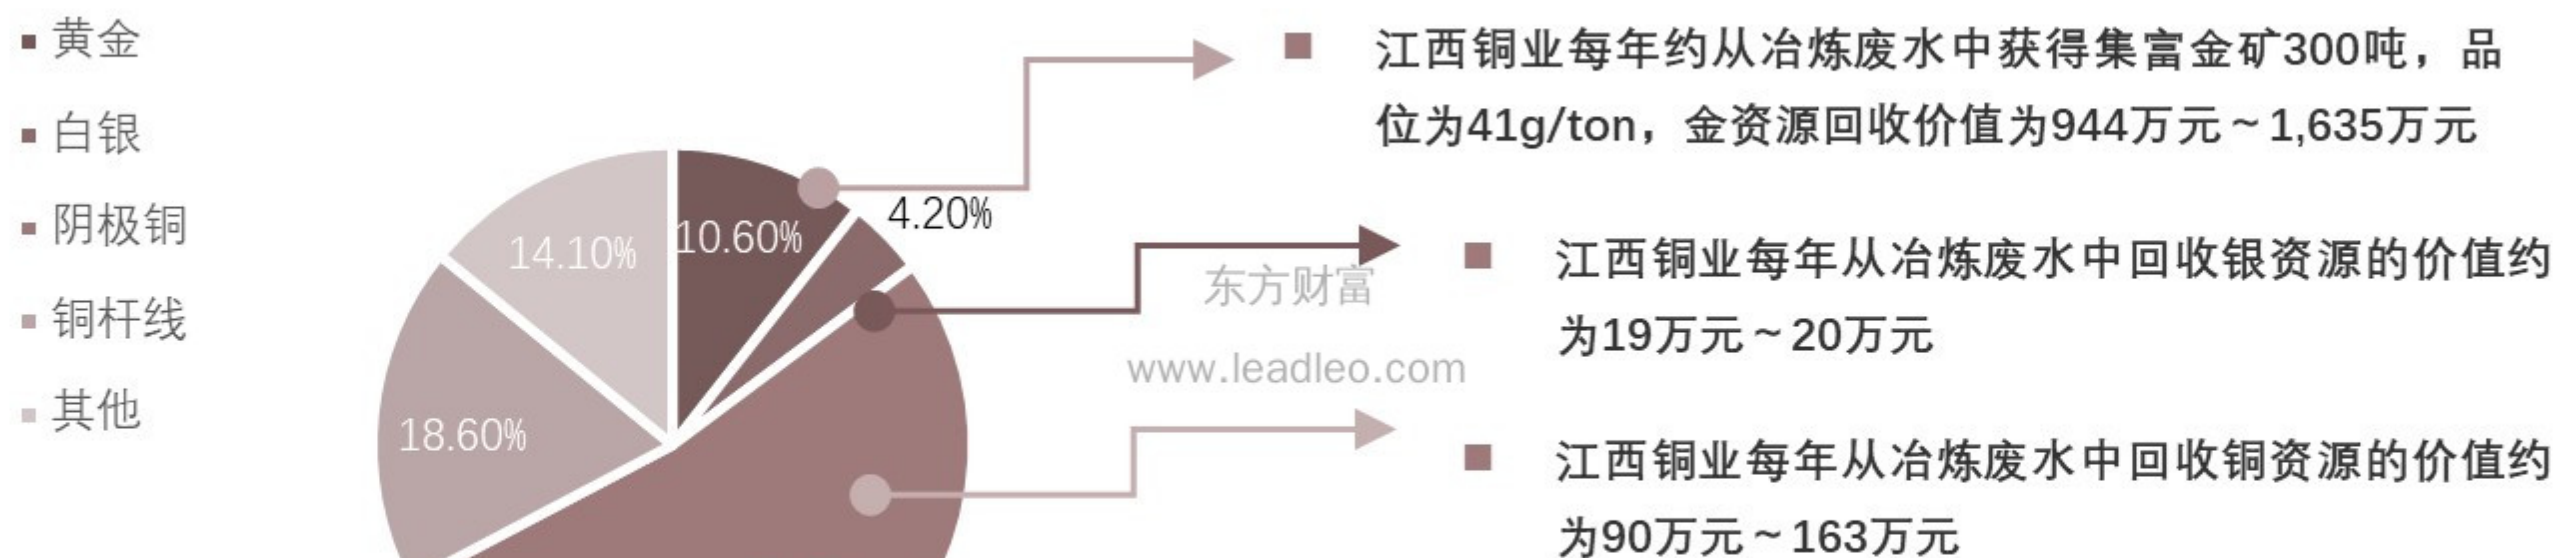 黄金
白银
阴极铜
铜杆线
其他
14.10%
10.60%
4.20%
18.60%
江西铜业每年约从冶炼废水中获得集富金矿300吨，品
位为41g/ton，金资源回收价值为944万元~1,635万元
江西铜业每年从冶炼废水中回收银资源的价值约
为19万元~20万元
东方财富
www.leadleo.com
江西铜业每年从冶炼废水中回收铜资源的价值约
为90万元~163万元